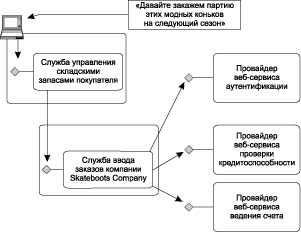 «Давайте закажем партию
этих модных коньков
на следующий сезон»
Служба управления
складскими
запасами покупателя
Провайдер
веб-сервиса
аутентификации
Служба ввода
заказов компании
Skateboots Company
Провайдер
веб-сервиса
проверки
кредитоспособности
Провайдер
веб-сервиса
ведения счета